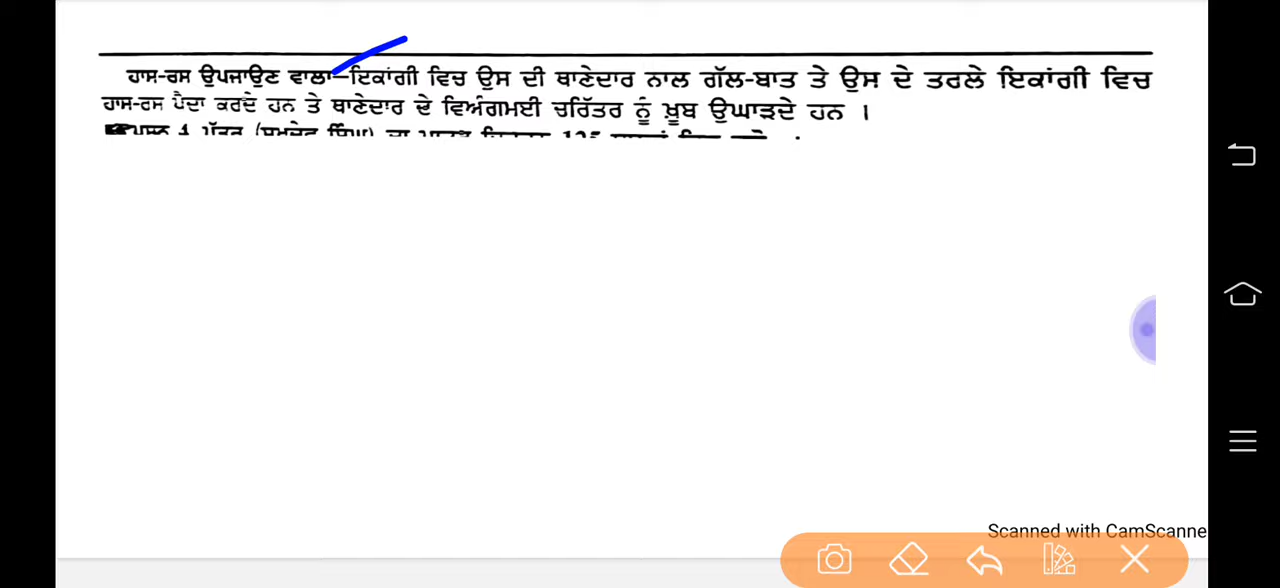 ਹਾਸ-ਰਸ ਉਪਜਾਉਣ ਵਾਲਾ—ਇਕਾਂਗੀ ਵਿਚ ਉਸ ਦੀ ਥਾਣੇਦਾਰ ਨਾਲ ਗੱਲ-ਬਾਤ ਤੇ ਉਸ ਦੇ ਤਰਲੇ ਇਕਾਂਗੀ ਵਿਚ
ਹਾਸ-ਰਸ ਪੈਦਾ ਕਰਦੇ ਹਨ ਤੇ ਥਾਣੇਦਾਰ ਦੇ ਵਿਅੰਗਮਈ ਚਰਿੱਤਰ ਨੂੰ ਖ਼ੂਬ ਉਘਾੜਦੇ ਹਨ ।
Scanned with CamScanne